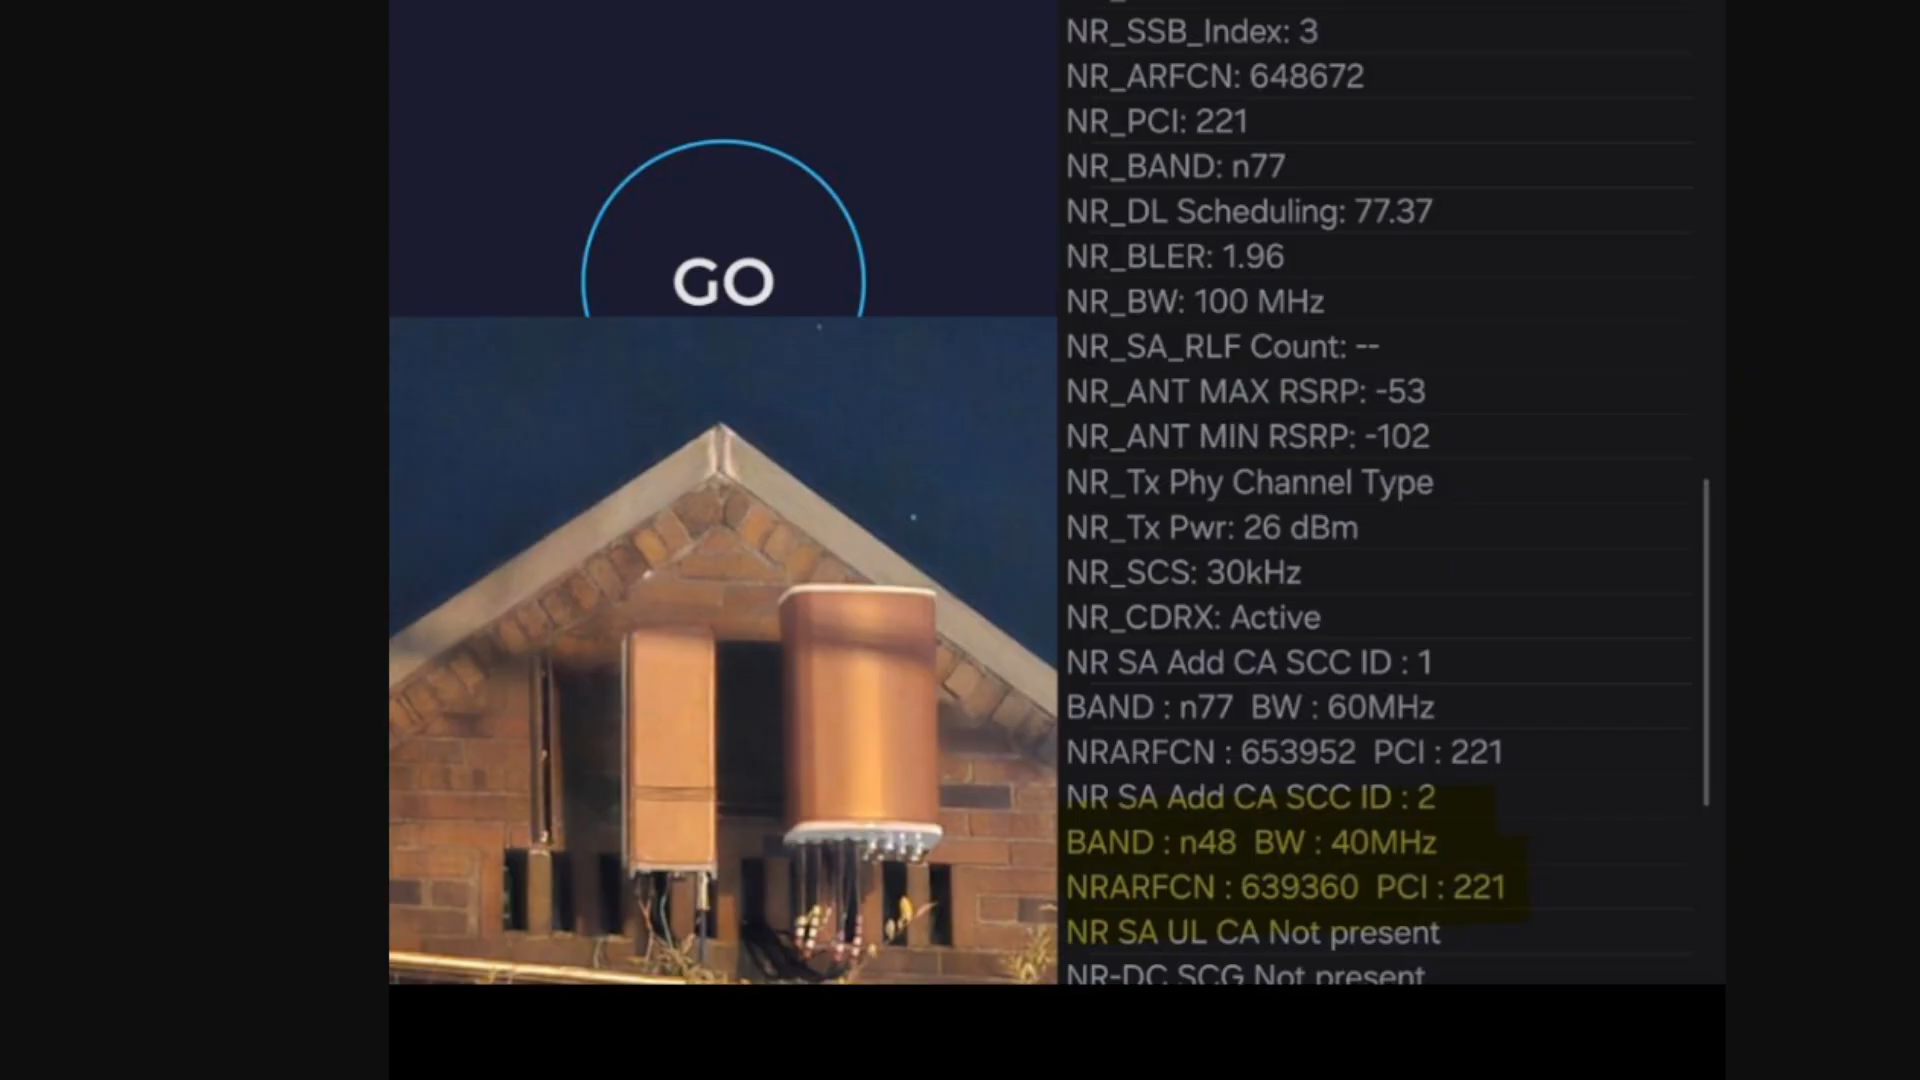 GO
NR_SSB_Index: 3
NR_ARFCN: 648672
NR_PCI: 221
NR_BAND: n77
NR_DL Scheduling: 77.37
NR_BLER: 1.96
NR_BW: 100 MHz
NR_SA_RLF Count: --
NR_ANT MAX RSRP: -53
NR_ANT MIN RSRP: -102
NR_Tx Phy Channel Type
NR_Tx Pwr: 26 dBm
NR_SCS: 30kHz
NR_CDRX: Active
NR SA Add CA SCC ID : 1
BAND : n77 BW : 60MHz
NRARFCN : 653952 PCI : 221
NR SA Add CA SCC ID : 2
BAND : n48 BW : 40MHz
NRARFCN : 639360 PCI : 221
NR SA UL CA Not present
NR-DC SCG Not present